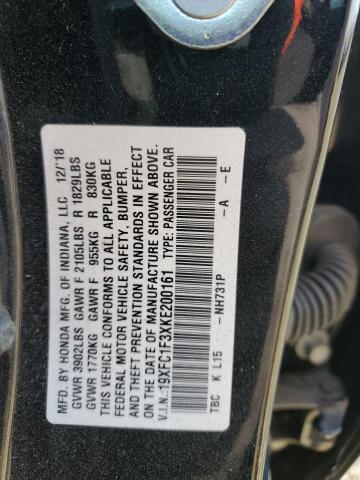 MFD. BY HONDA MFG. OF INDIANA, LLC 12/'18
GVWR 3902LBS GAWR F 2105LBS R 1829LBS
GVWR 1770KG GAWR F 955KG R 830KG
THIS VEHICLE CONFORMS TO ALL APPLICABLE
FEDERAL MOTOR VEHICLE SAFETY, BUMPER, AND
THEFT PREVENTION STANDARDS IN EFFECT
ON THE DATE OF MANUFACTURE SHOWN ABOVE.
V.I.N.:19XFC1F3XKE200161 TYPE: PASSENGER CAR
NH731P A E
TBC K L15